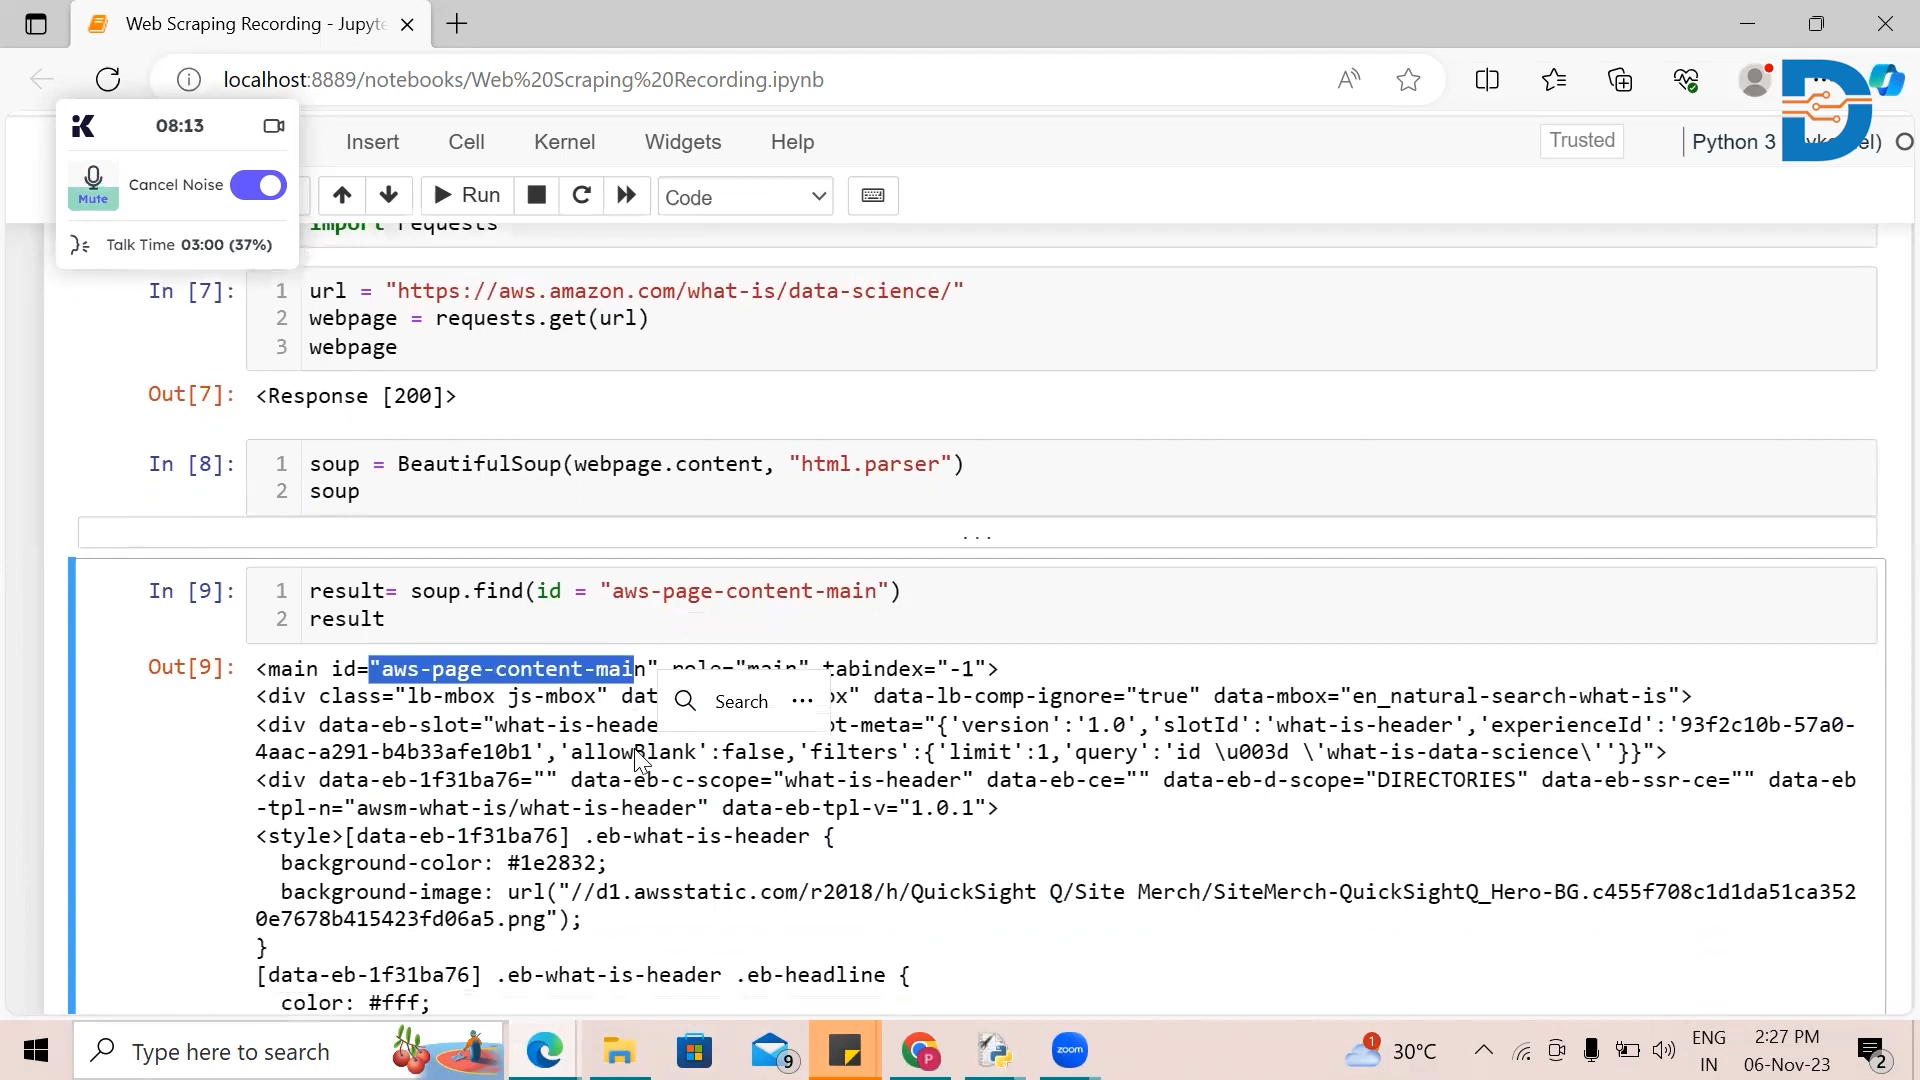 Web Scraping Recording - Jupyte
localhost:8889/notebooks/Web%20Scraping%20Recording.ipynb
08:13
Mute
Cancel Noise
Talk Time 03:00 (37%)
Insert
Cell
Kernel
Widgets
Help
Trusted
Python 3
el)
Run
Code
import requests
In [7]:
1 url = "https://aws.amazon.com/what-is/data-science/"
2 webpage = requests.get(url)
3 webpage
Out[7]: <Response [200]>
In [8]:
1 soup = BeautifulSoup(webpage.content, "html.parser")
2 soup
...
In [9]:
1 result= soup.find(id = "aws-page-content-main")
2 result
Out[9]: <main id="aws-page-content-main" role="main" tabindex="-1">
<div class="lb-mbox js-mbox" dat x" data-lb-comp-ignore="true" data-mbox="en_natural-search-what-is">
Search
<div data-eb-slot="what-is-heade ot-meta="{'version':'1.0','slotId':'what-is-header','experienceId':'93f2c10b-57a0-
4aac-a291-b4b33afe10b1','allowBlank':false,'filters':{'limit':1,'query':'id \u003d \'what-is-data-science\''}}">
<div data-eb-1f31ba76="" data-eb-c-scope="what-is-header" data-eb-ce="" data-eb-d-scope="DIRECTORIES" data-eb-ssr-ce="" data-eb
-tpl-n="awsm-what-is/what-is-header" data-eb-tpl-v="1.0.1">
<style>[data-eb-1f31ba76] .eb-what-is-header {
background-color: #1e2832;
background-image: url("//d1.awsstatic.com/r2018/h/QuickSight Q/Site Merch/SiteMerch-QuickSightQ_Hero-BG.c455f708c1d1da51ca352
0e7678b415423fd06a5.png");
}
[data-eb-1f31ba76] .eb-what-is-header .eb-headline {
color: #fff;
Type here to search
9
zoom
1
30°C
ENG
IN
2:27 PM
06-Nov-23
2